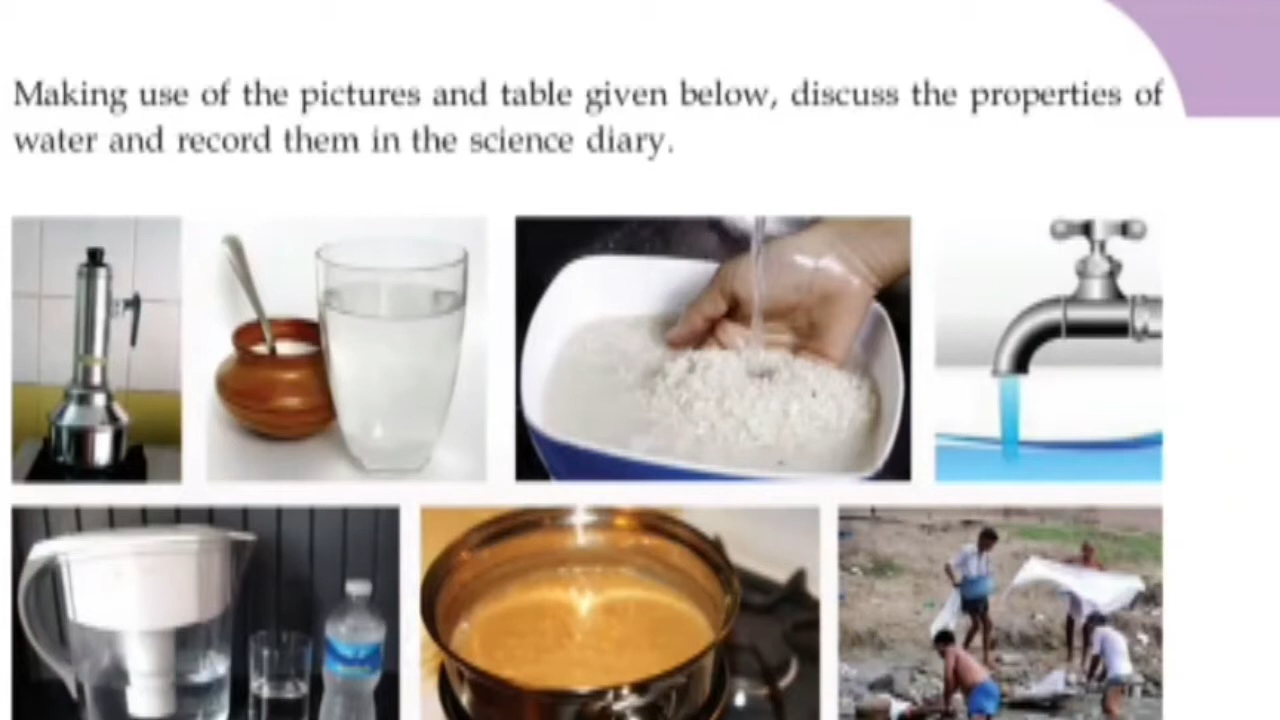 Making use of the pictures and table given below, discuss the properties of
water and record them in the science diary.